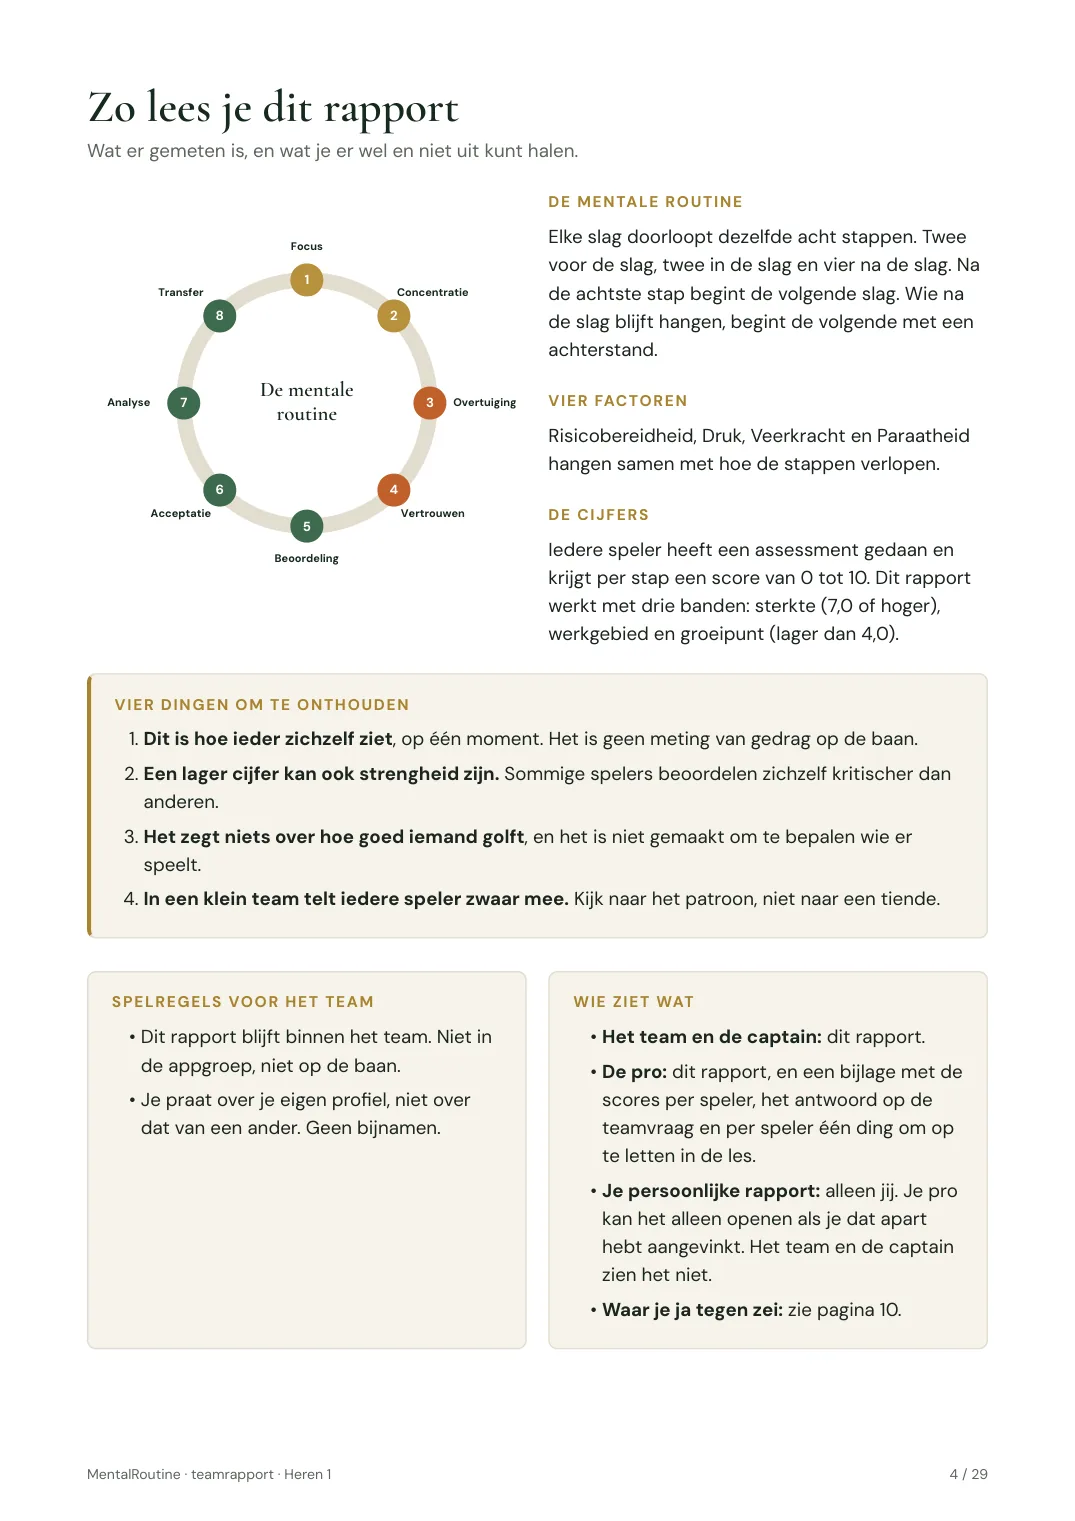 Zo lees je dit rapport
Wat er gemeten is, en wat je er wel en niet uit kunt halen.
Focus
1
Concentratie
2
3
Overtuiging
4
Vertrouwen
5
Beoordeling
6
Acceptatie
7
Analyse
8
Transfer
De mentale
routine
DE MENTALE ROUTINE
Elke slag doorloopt dezelfde acht stappen. Twee
voor de slag, twee in de slag en vier na de slag. Na
de achtste stap begint de volgende slag. Wie na
de slag blijft hangen, begint de volgende met een
achterstand.
VIER FACTOREN
Risicobereidheid, Druk, Veerkracht en Paraatheid
hangen samen met hoe de stappen verlopen.
DE CIJFERS
Iedere speler heeft een assessment gedaan en
krijgt per stap een score van 0 tot 10. Dit rapport
werkt met drie banden: sterkte (7,0 of hoger),
werkgebied en groeipunt (lager dan 4,0).
VIER DINGEN OM TE ONTHOUDEN
1. Dit is hoe ieder zichzelf ziet, op één moment. Het is geen meting van gedrag op de baan.
2. Een lager cijfer kan ook strengheid zijn. Sommige spelers beoordelen zichzelf kritischer dan
anderen.
3. Het zegt niets over hoe goed iemand golft, en het is niet gemaakt om te bepalen wie er
speelt.
4. In een klein team telt iedere speler zwaar mee. Kijk naar het patroon, niet naar een tiende.
SPELREGELS VOOR HET TEAM
• Dit rapport blijft binnen het team. Niet in
de appgroep, niet op de baan.
• Je praat over je eigen profiel, niet over
dat van een ander. Geen bijnamen.
WIE ZIET WAT
• Het team en de captain: dit rapport.
• De pro: dit rapport, en een bijlage met de
scores per speler, het antwoord op de
teamvraag en per speler één ding om op
te letten in de les.
• Je persoonlijke rapport: alleen jij. Je pro
kan het alleen openen als je dat apart
hebt aangevinkt. Het team en de captain
zien het niet.
• Waar je ja tegen zei: zie pagina 10.
MentalRoutine · teamrapport · Heren 1
4 / 29